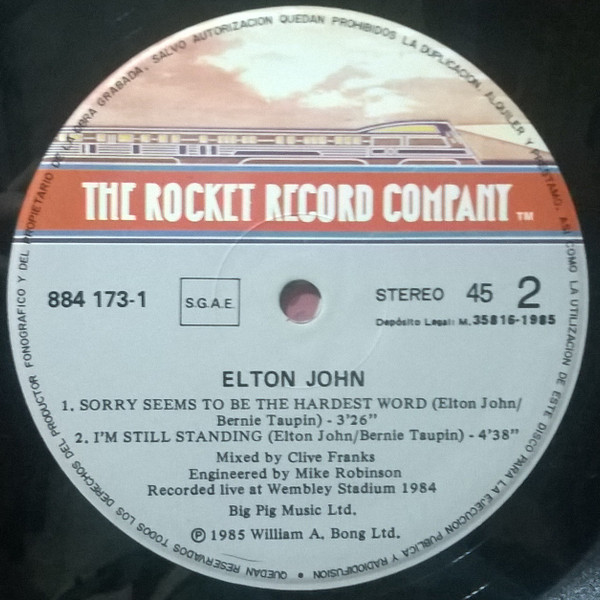 QUEDAN RESERVADOS TODOS LOS DERECHOS DEL PRODUCTOR FONOGRAFICO Y DEL PROPIETARIO DE LA OBRA GRABADA. SALVO AUTORIZACION QUEDAN PROHIBIDOS LA DUPLICACION, ALQUILER Y PRESTAMO, ASI COMO LA UTILIZACION DE ESTE DISCO PARA LA EJECUCION PUBLICA Y RADIODIFUSION •
THE ROCKET RECORD COMPANY TM
884 173-1
S.G.A.E.
STEREO 45 2
Depósito Legal: M.35816-1985
ELTON JOHN
1. SORRY SEEMS TO BE THE HARDEST WORD (Elton John/
Bernie Taupin) - 3'26"
2. I'M STILL STANDING (Elton John/Bernie Taupin) - 4'38"
Mixed by Clive Franks
Engineered by Mike Robinson
Recorded live at Wembley Stadium 1984
Big Pig Music Ltd.
℗ 1985 William A. Bong Ltd.